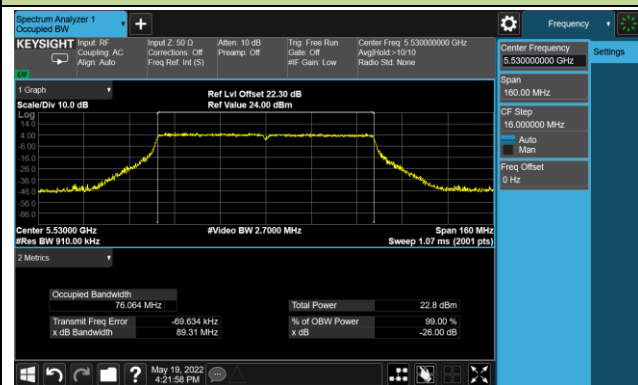 Spectrum Analyzer 1
Occupied BW
Frequency
KEYSIGHT
Input: RF
Coupling: AC
Align: Auto
Input Z: 50 Ω
Corrections: Off
Freq Ref: Int (S)
Atten: 10 dB
Preamp: Off
Trig: Free Run
Gate: Off
#IF Gain: Low
Center Freq: 5.530000000 GHz
Avg|Hold:>10/10
Radio Std: None
Center Frequency
5.530000000 GHz
Settings
Span
160.00 MHz
CF Step
16.000000 MHz
Auto
Man
Freq Offset
0 Hz
1 Graph
Scale/Div 10.0 dB
Ref Lvl Offset 22.30 dB
Ref Value 24.00 dBm
Log
14.0
4.00
-6.00
-16.0
-26.0
-36.0
-46.0
-56.0
-66.0
Center 5.53000 GHz
#Res BW 910.00 kHz
#Video BW 2.7000 MHz
Span 160 MHz
Sweep 1.07 ms (2001 pts)
2 Metrics
Occupied Bandwidth
76.064 MHz
Transmit Freq Error -69.634 kHz
x dB Bandwidth 89.31 MHz
Total Power 22.8 dBm
% of OBW Power 99.00 %
x dB -26.00 dB
?
May 19, 2022
4:21:58 PM